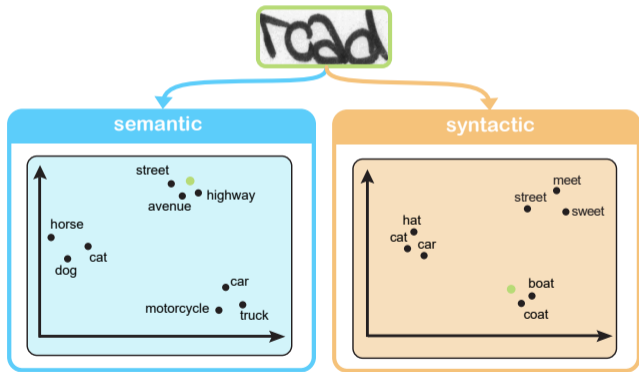 road
semantic
syntactic
street
highway
avenue
horse
cat
dog
car
motorcycle
truck
meet
street
sweet
hat
cat
car
boat
coat